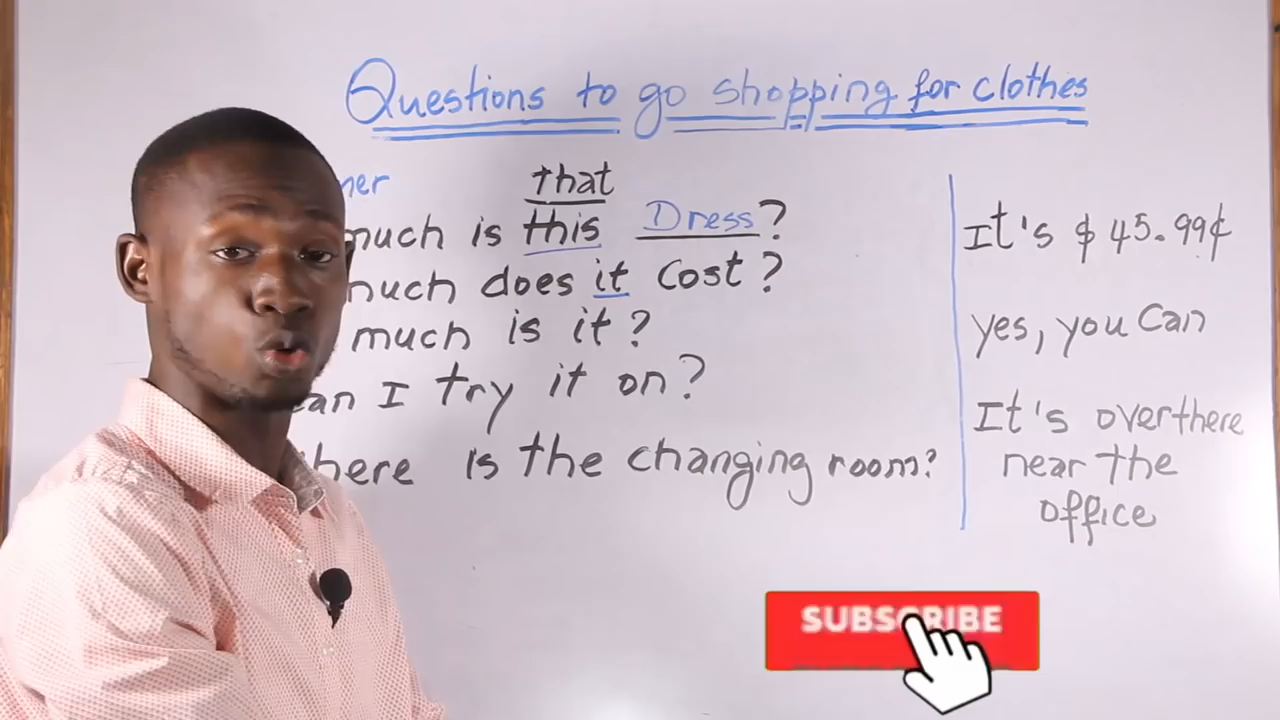 Questions to go shopping for clothes
mer
that
much is this Dress?
much does it Cost?
much is it?
an I try it on?
here is the changing room?
It's $ 45.99¢
yes, you Can
It's overthere
near the
office
SUBSCRIBE